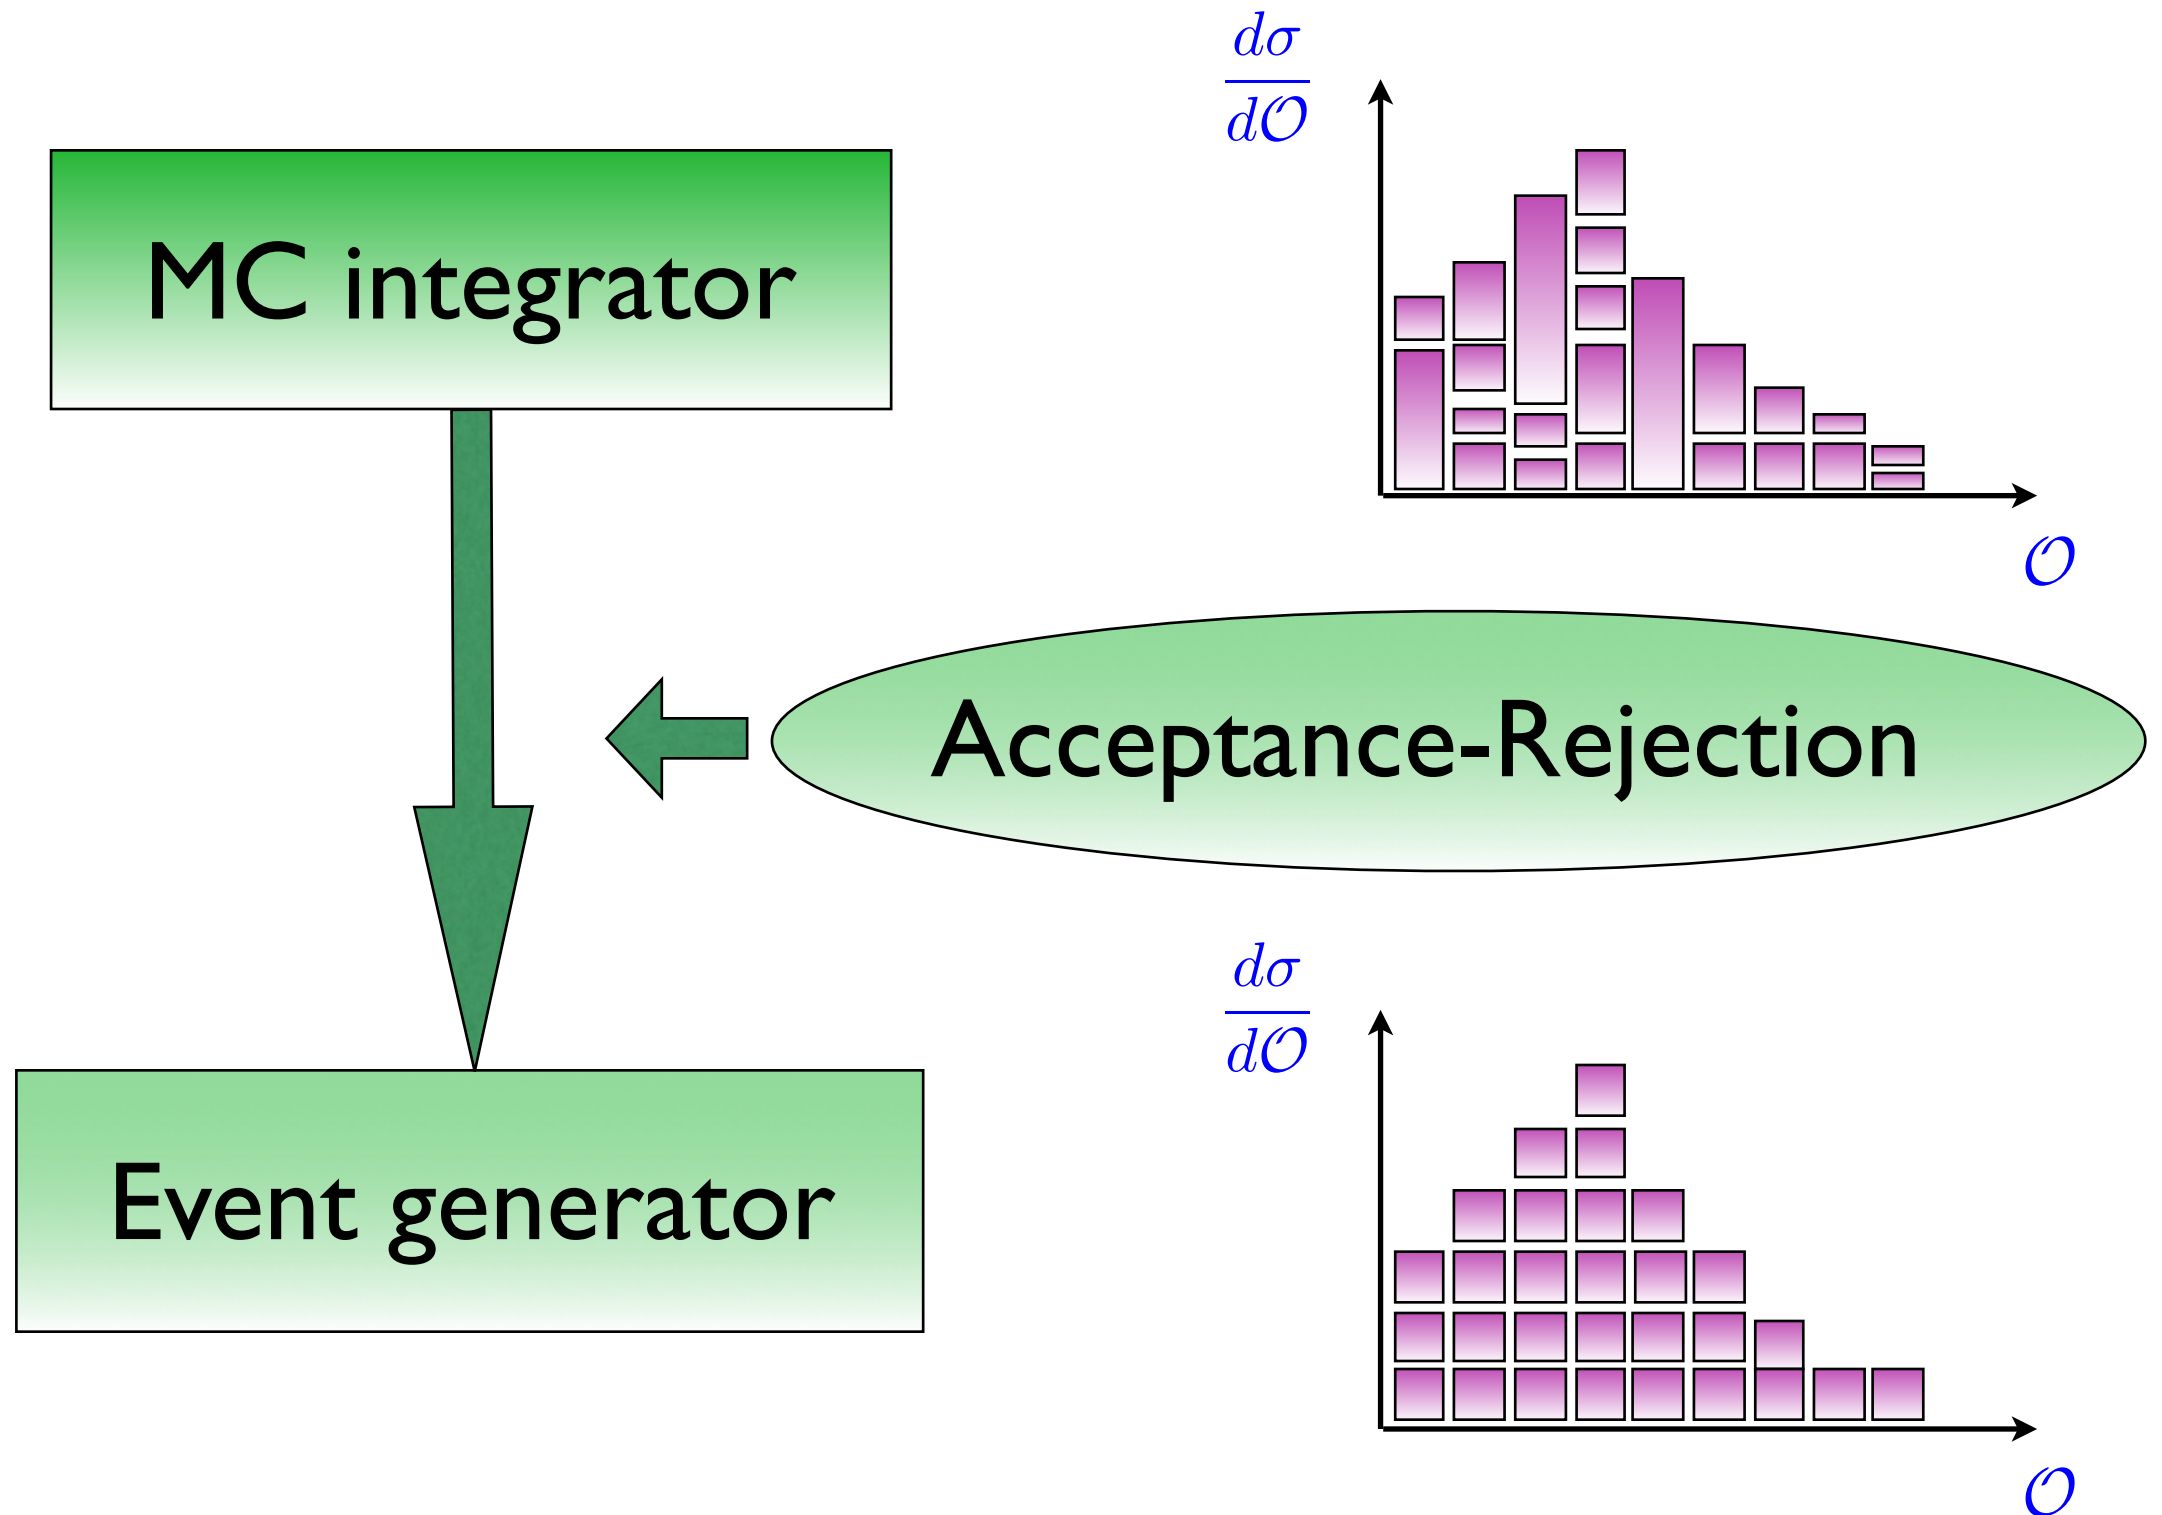 dσ
d𝒪
MC integrator
𝒪
Acceptance-Rejection
dσ
d𝒪
Event generator
𝒪